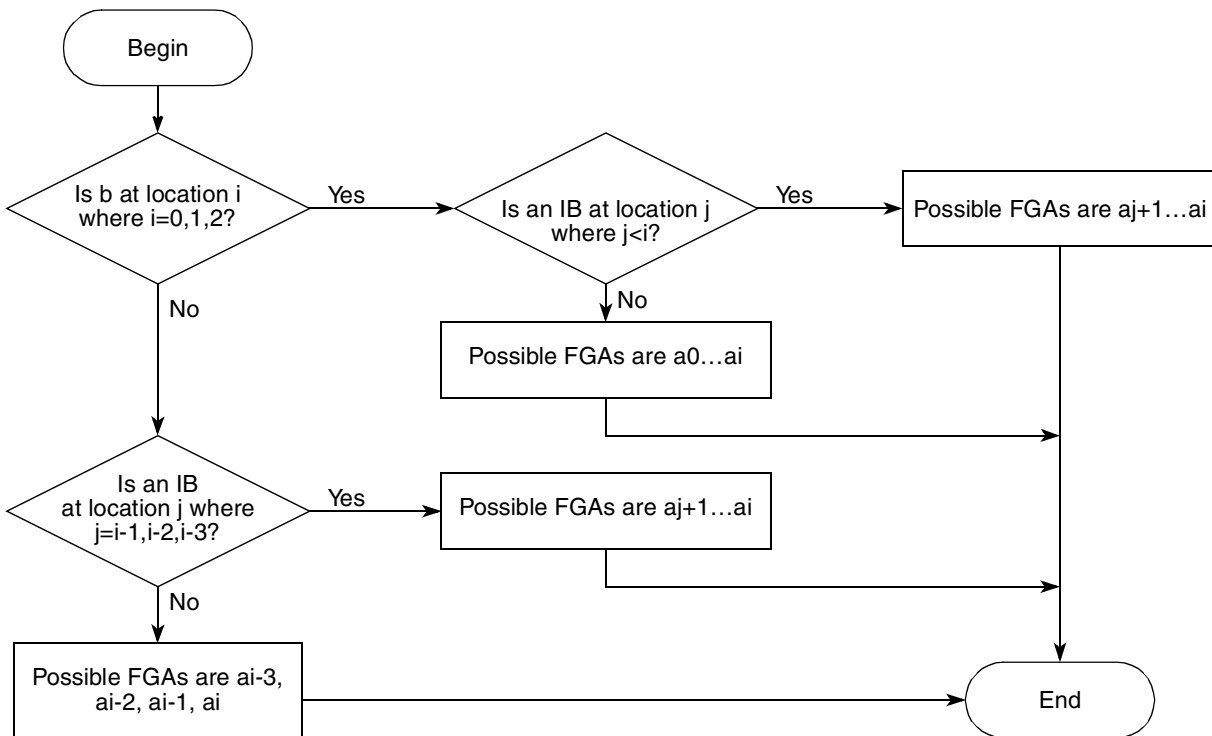 Begin
Is b at location i
where i=0,1,2?
Yes
Is an IB at location j
where j<i?
Yes
Possible FGAs are aj+1…ai
No
No
Possible FGAs are a0…ai
Is an IB
at location j where
j=i-1,i-2,i-3?
Yes
Possible FGAs are aj+1…ai
No
Possible FGAs are ai-3,
ai-2, ai-1, ai
End